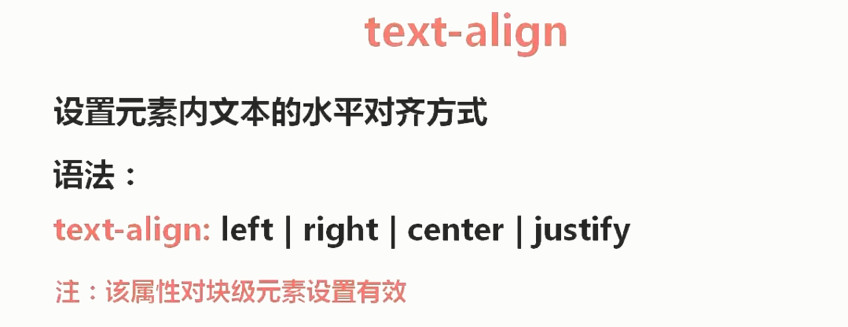 text-align
设置元素内文本的水平对齐方式
语法：
text-align: left | right | center | justify
注：该属性对块级元素设置有效